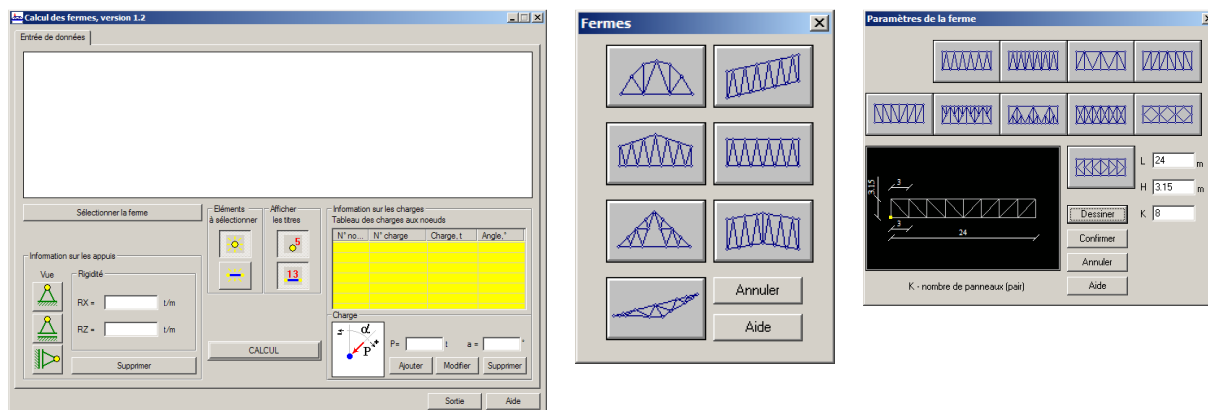 Calcul des fermes, version 1.2
Entrée de données
Sélectionner la ferme
Eléments
à sélectionner
Afficher
les titres
5
13
Information sur les charges
Tableau des charges aux noeuds
N° no... N° charge Charge, t Angle,°
Information sur les appuis
Vue
Rigidité
RX = t/m
RZ = t/m
Supprimer
CALCUL
Charge
α
P
P= t a = °
Ajouter Modifier Supprimer
Sortie Aide
Fermes
Annuler
Aide
Paramètres de la ferme
3.15
3
3
24
L 24 m
H 3.15 m
K 8
Dessiner
Confirmer
Annuler
Aide
K - nombre de panneaux (pair)